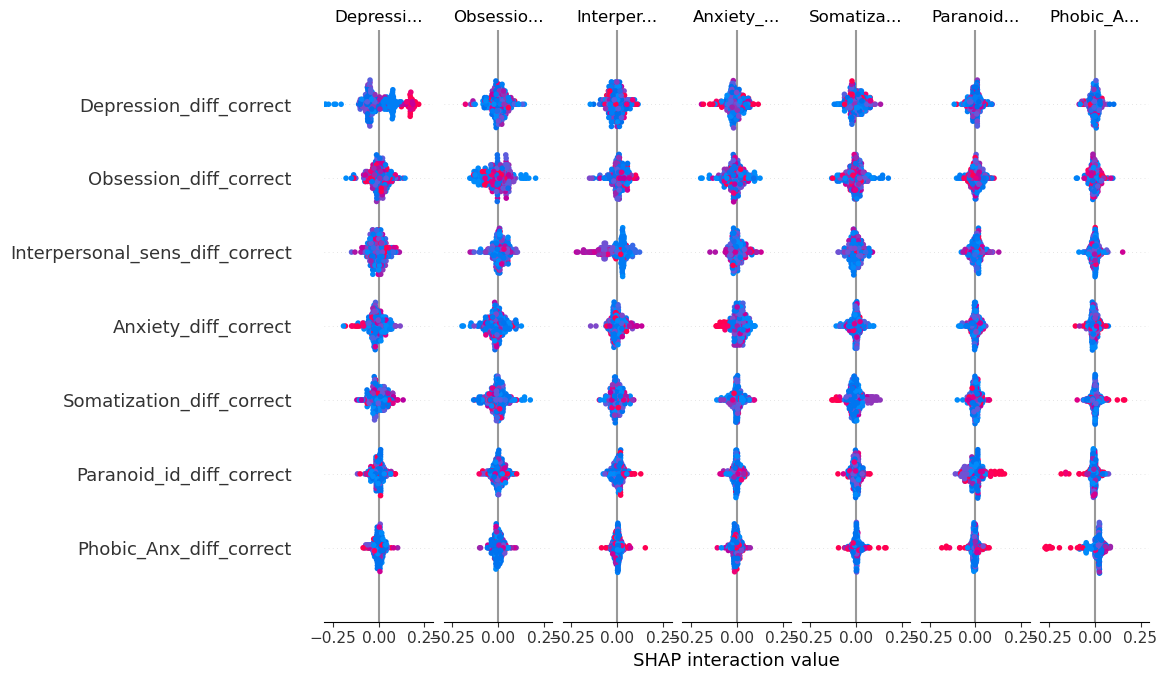 Depressi... Obsessio... Interper... Anxiety_... Somatiza... Paranoid... Phobic_A...
Depression_diff_correct
Obsession_diff_correct
Interpersonal_sens_diff_correct
Anxiety_diff_correct
Somatization_diff_correct
Paranoid_id_diff_correct
Phobic_Anx_diff_correct
−0.25 0.00 0.25 −0.25 0.00 0.25 −0.25 0.00 0.25 −0.25 0.00 0.25 −0.25 0.00 0.25 −0.25 0.00 0.25 −0.25 0.00 0.25
SHAP interaction value